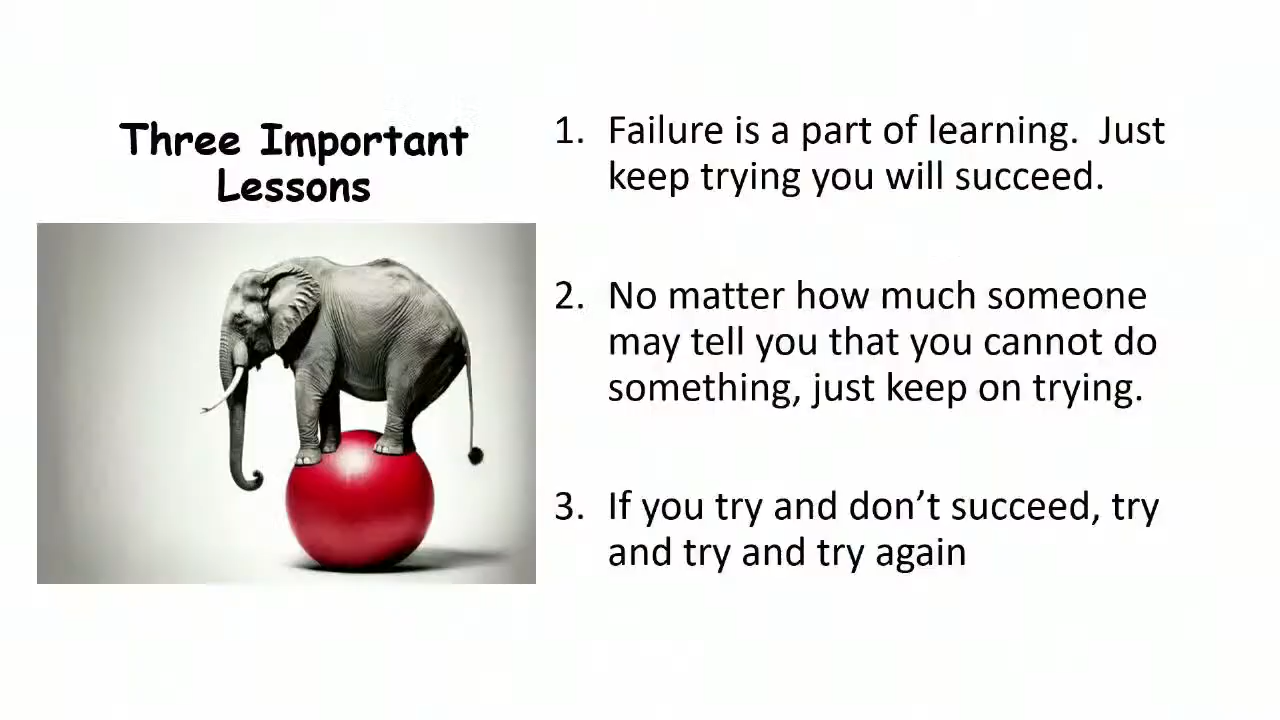 Three Important
Lessons
1. Failure is a part of learning.  Just
keep trying you will succeed.
2. No matter how much someone
may tell you that you cannot do
something, just keep on trying.
3. If you try and don’t succeed, try
and try and try again